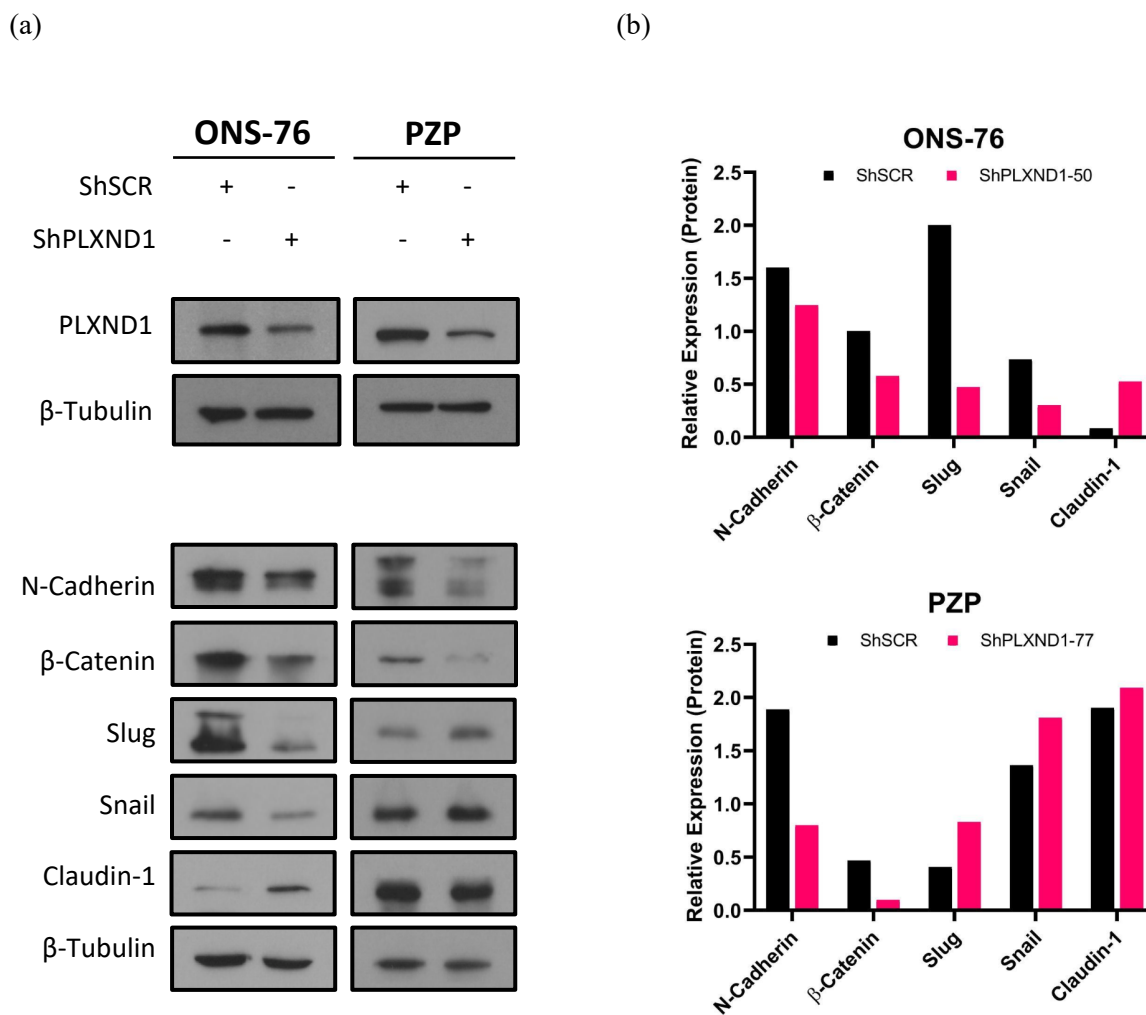 (a)
(b)
ONS-76 PZP
ShSCR + - + -
ShPLXND1 - + - +
PLXND1
β-Tubulin
N-Cadherin
β-Catenin
Slug
Snail
Claudin-1
β-Tubulin
ONS-76
ShSCR ShPLXND1-50
Relative Expression (Protein)
2.5
2.0
1.5
1.0
0.5
0.0
N-Cadherin
β-Catenin
Slug
Snail
Claudin-1
PZP
ShSCR ShPLXND1-77
Relative Expression (Protein)
2.5
2.0
1.5
1.0
0.5
0.0
N-Cadherin
β-Catenin
Slug
Snail
Claudin-1